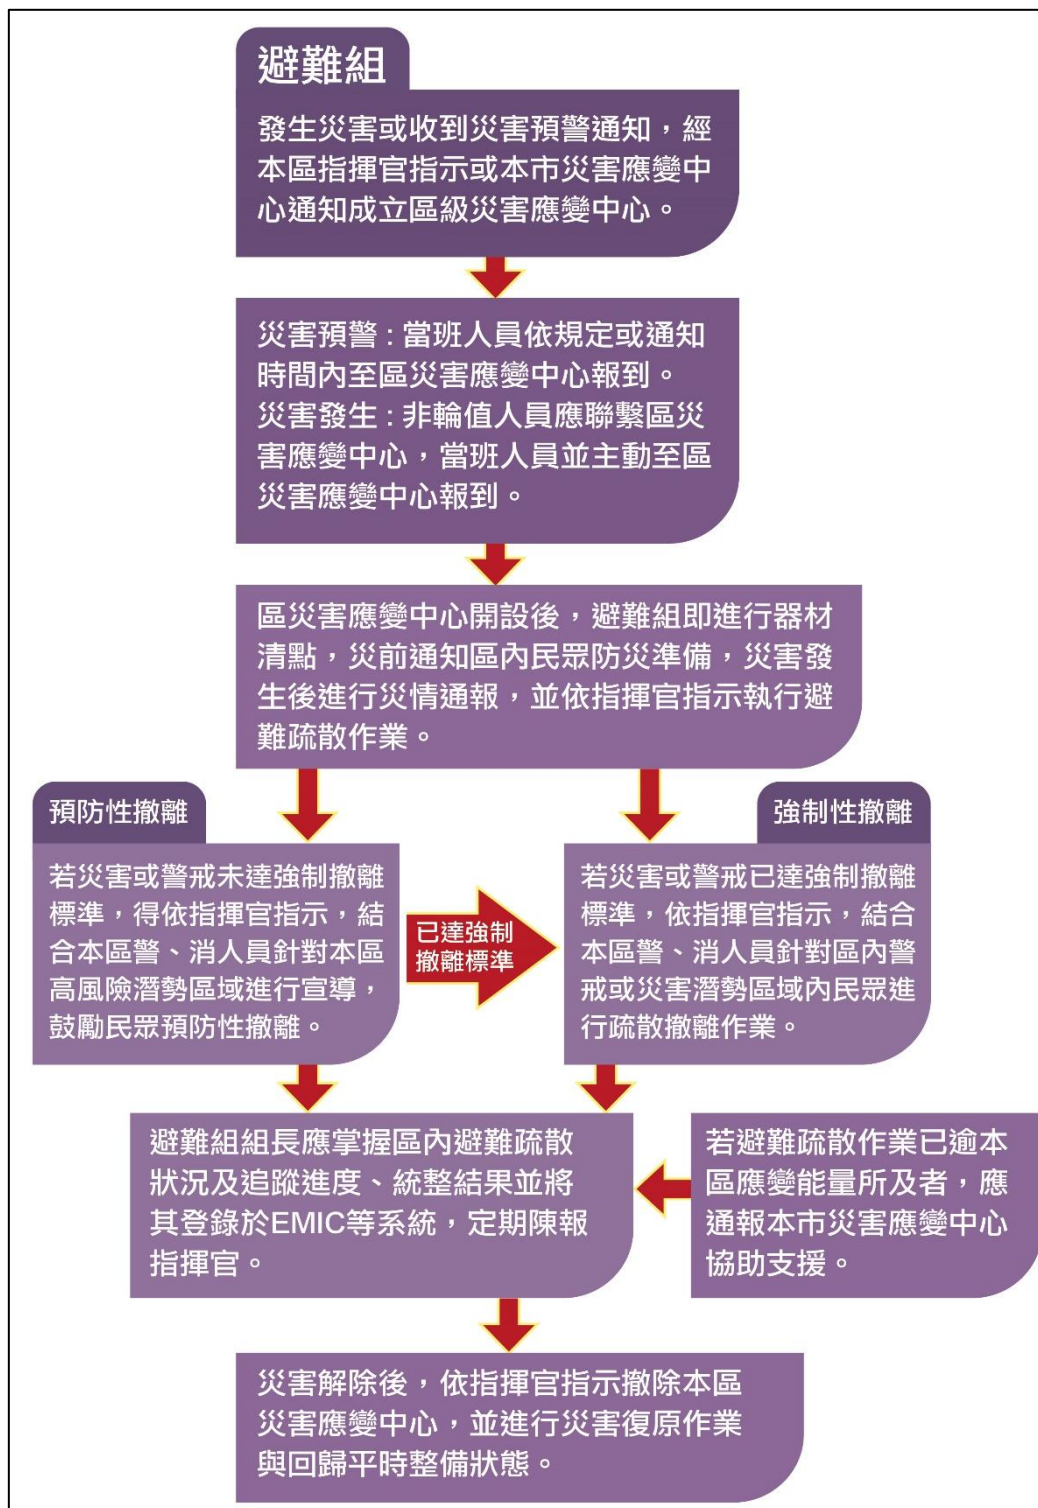 避難組
發生災害或收到災害預警通知，經
本區指揮官指示或本市災害應變中
心通知成立區級災害應變中心。
災害預警：當班人員依規定或通知
時間內至區災害應變中心報到。
災害發生：非輪值人員應聯繫區災
害應變中心，當班人員並主動至區
災害應變中心報到。
區災害應變中心開設後，避難組即進行器材
清點，災前通知區內民眾防災準備，災害發
生後進行災情通報，並依指揮官指示執行避
難疏散作業。
預防性撤離
若災害或警戒未達強制撤離
標準，得依指揮官指示，結
合本區警、消人員針對本區
高風險潛勢區域進行宣導，
鼓勵民眾預防性撤離。
已達強制
撤離標準
強制性撤離
若災害或警戒已達強制撤離
標準，依指揮官指示，結合
本區警、消人員針對區內警
戒或災害潛勢區域內民眾進
行疏散撤離作業。
避難組組長應掌握區內避難疏散
狀況及追蹤進度、統整結果並將
其登錄於EMIC等系統，定期陳報
指揮官。
若避難疏散作業已逾本
區應變能量所及者，應
通報本市災害應變中心
協助支援。
災害解除後，依指揮官指示撤除本區
災害應變中心，並進行災害復原作業
與回歸平時整備狀態。